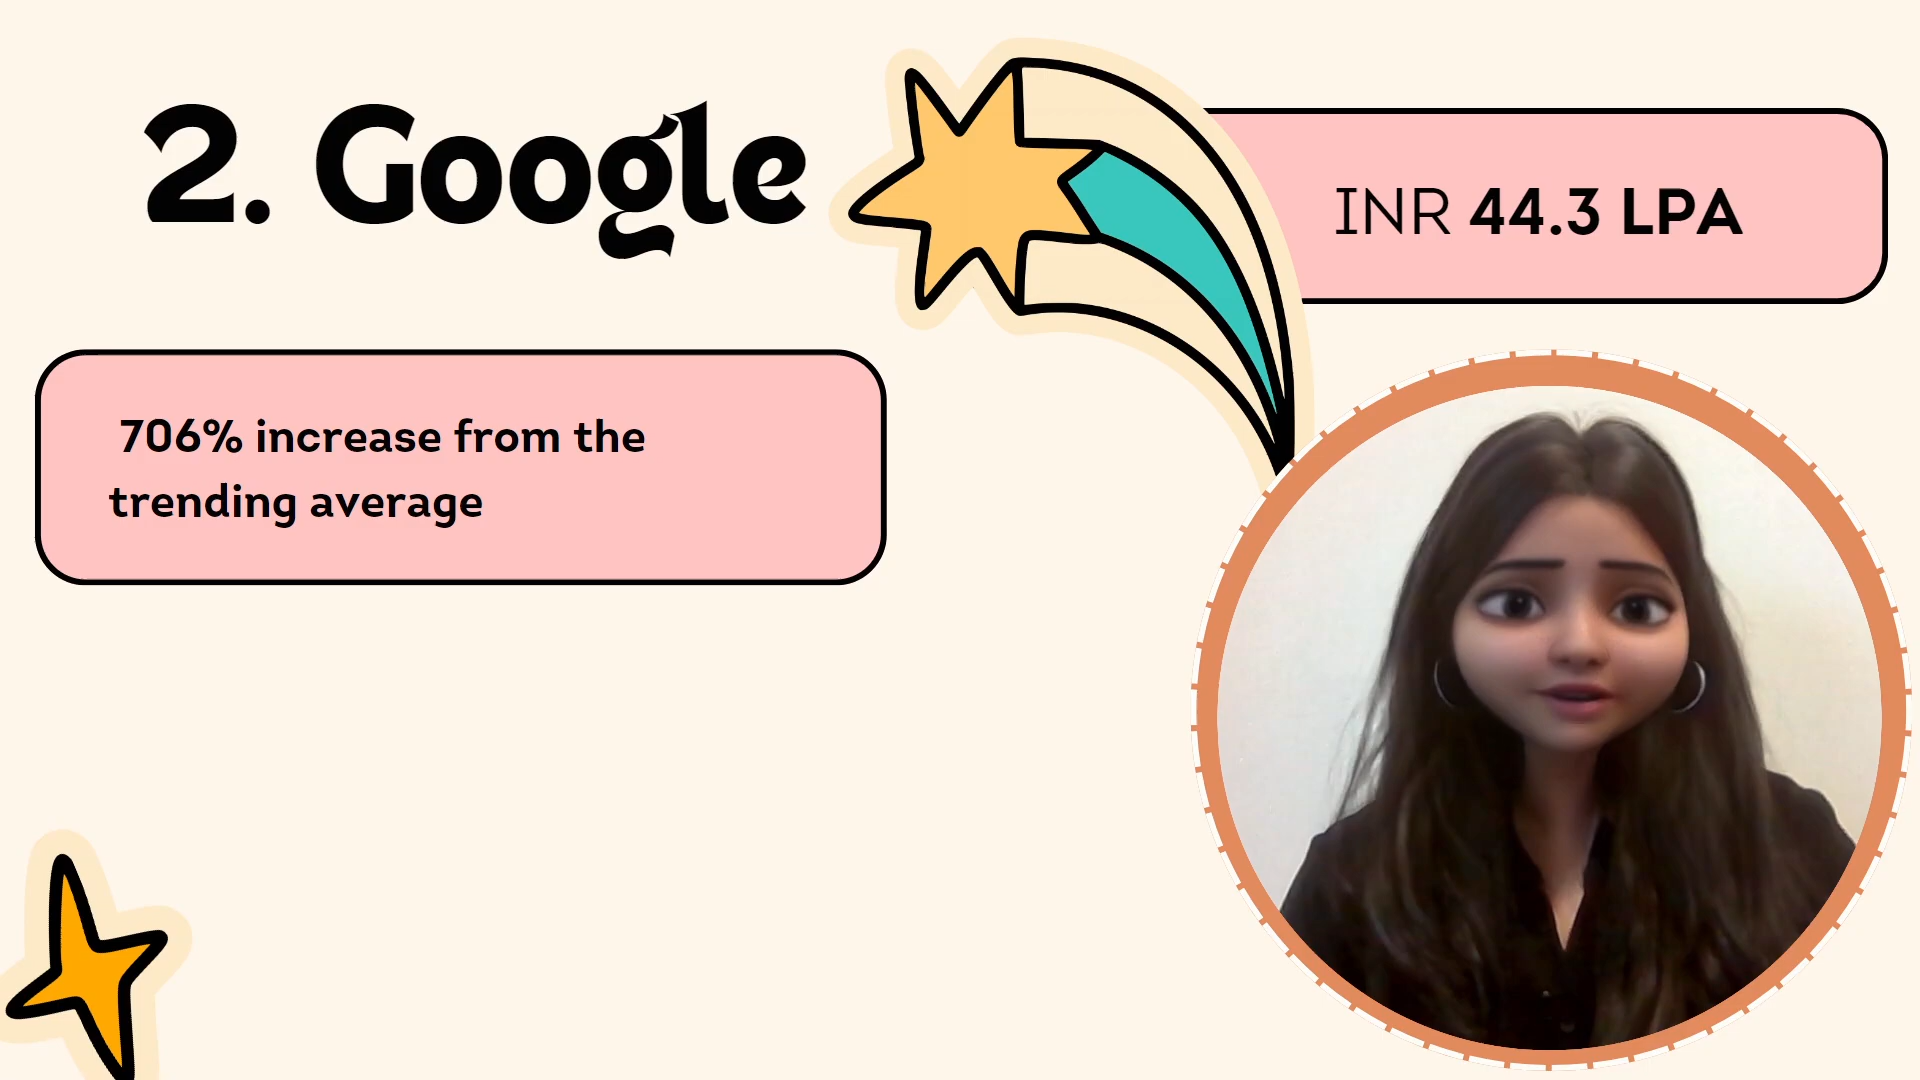 2. Google
INR 44.3 LPA
706% increase from the
trending average